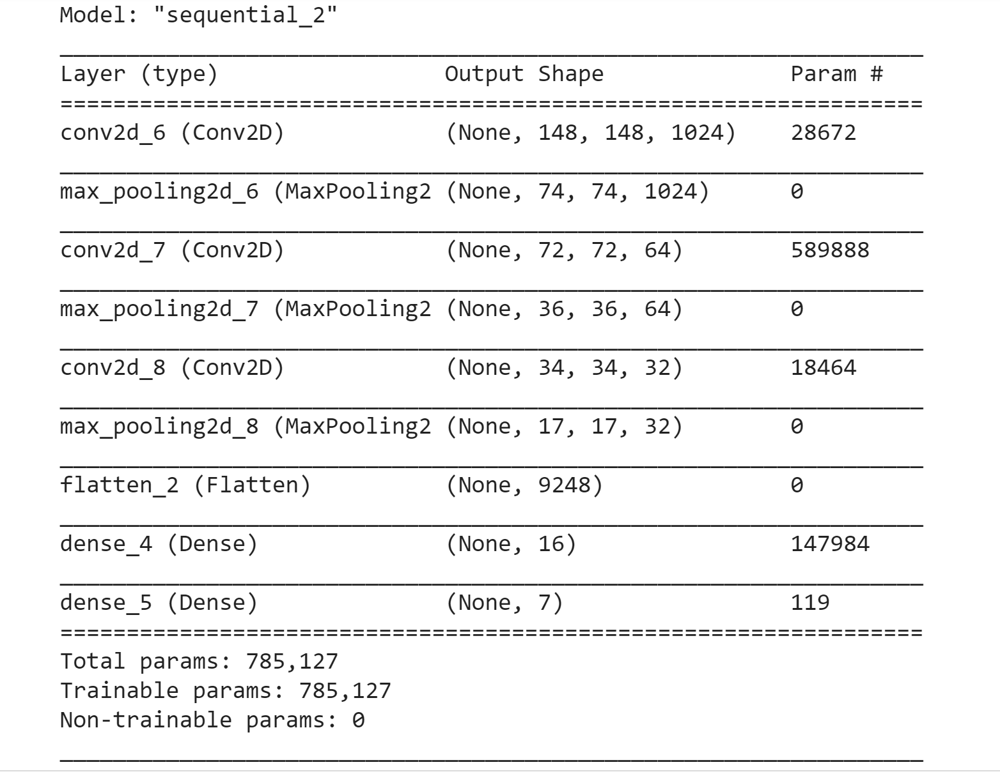 Model: "sequential_2"
_________________________________________________________________
Layer (type)                 Output Shape              Param #
=================================================================
conv2d_6 (Conv2D)            (None, 148, 148, 1024)    28672
_________________________________________________________________
max_pooling2d_6 (MaxPooling2 (None, 74, 74, 1024)      0
_________________________________________________________________
conv2d_7 (Conv2D)            (None, 72, 72, 64)        589888
_________________________________________________________________
max_pooling2d_7 (MaxPooling2 (None, 36, 36, 64)        0
_________________________________________________________________
conv2d_8 (Conv2D)            (None, 34, 34, 32)        18464
_________________________________________________________________
max_pooling2d_8 (MaxPooling2 (None, 17, 17, 32)        0
_________________________________________________________________
flatten_2 (Flatten)          (None, 9248)              0
_________________________________________________________________
dense_4 (Dense)              (None, 16)                147984
_________________________________________________________________
dense_5 (Dense)              (None, 7)                 119
=================================================================
Total params: 785,127
Trainable params: 785,127
Non-trainable params: 0
_________________________________________________________________